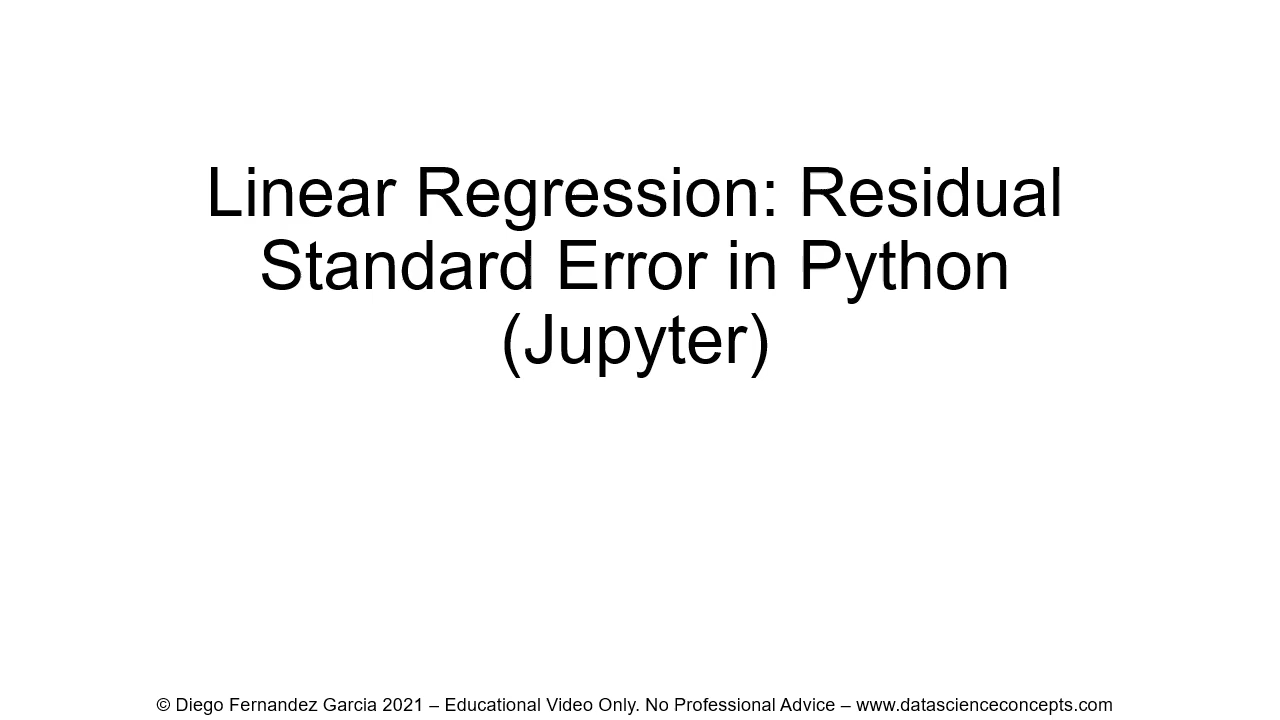 Linear Regression: Residual
Standard Error in Python
(Jupyter)
© Diego Fernandez Garcia 2021 – Educational Video Only. No Professional Advice – www.datascienceconcepts.com